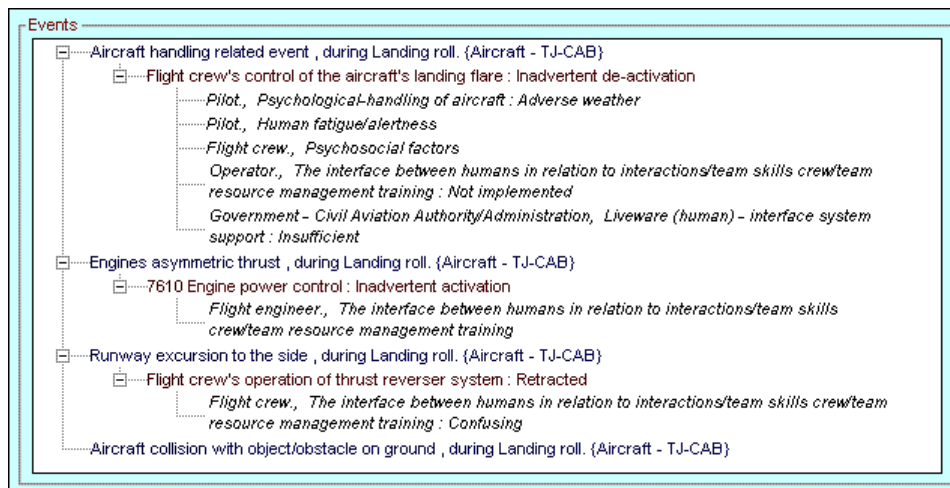 Events
Aircraft handling related event , during Landing roll. {Aircraft - TJ-CAB}
Flight crew's control of the aircraft's landing flare : Inadvertent de-activation
Pilot., Psychological-handling of aircraft : Adverse weather
Pilot., Human fatigue/alertness
Flight crew., Psychosocial factors
Operator., The interface between humans in relation to interactions/team skills crew/team
resource management training : Not implemented
Government - Civil Aviation Authority/Administration, Liveware (human) - interface system
support : Insufficient
Engines asymmetric thrust , during Landing roll. {Aircraft - TJ-CAB}
7610 Engine power control : Inadvertent activation
Flight engineer., The interface between humans in relation to interactions/team skills
crew/team resource management training
Runway excursion to the side , during Landing roll. {Aircraft - TJ-CAB}
Flight crew's operation of thrust reverser system : Retracted
Flight crew., The interface between humans in relation to interactions/team skills crew/team
resource management training : Confusing
Aircraft collision with object/obstacle on ground , during Landing roll. {Aircraft - TJ-CAB}